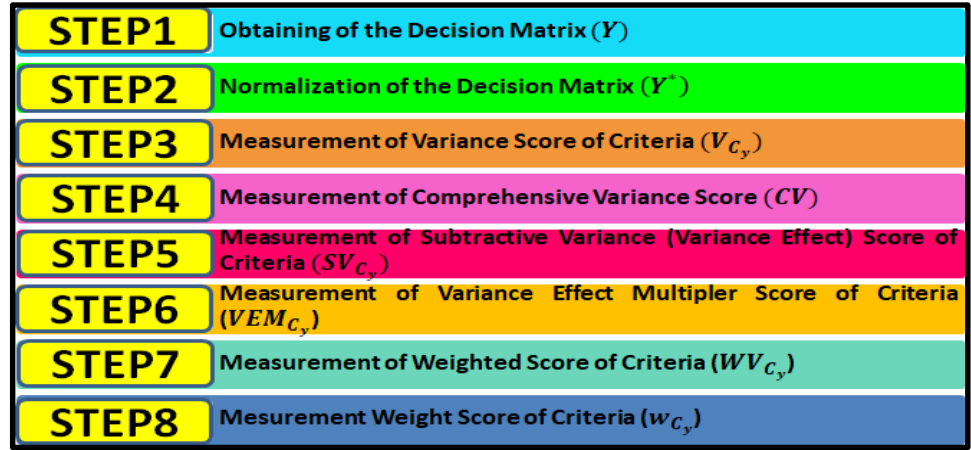 STEP1 Obtaining of the Decision Matrix (Y)
STEP2 Normalization of the Decision Matrix (Y*)
STEP3 Measurement of Variance Score of Criteria (V_{C_y})
STEP4 Measurement of Comprehensive Variance Score (CV)
STEP5 Measurement of Subtractive Variance (Variance Effect) Score of
Criteria (SV_{C_y})
STEP6 Measurement of Variance Effect Multipler Score of Criteria
(VEM_{C_y})
STEP7 Measurement of Weighted Score of Criteria (WV_{C_y})
STEP8 Mesurement Weight Score of Criteria (w_{C_y})